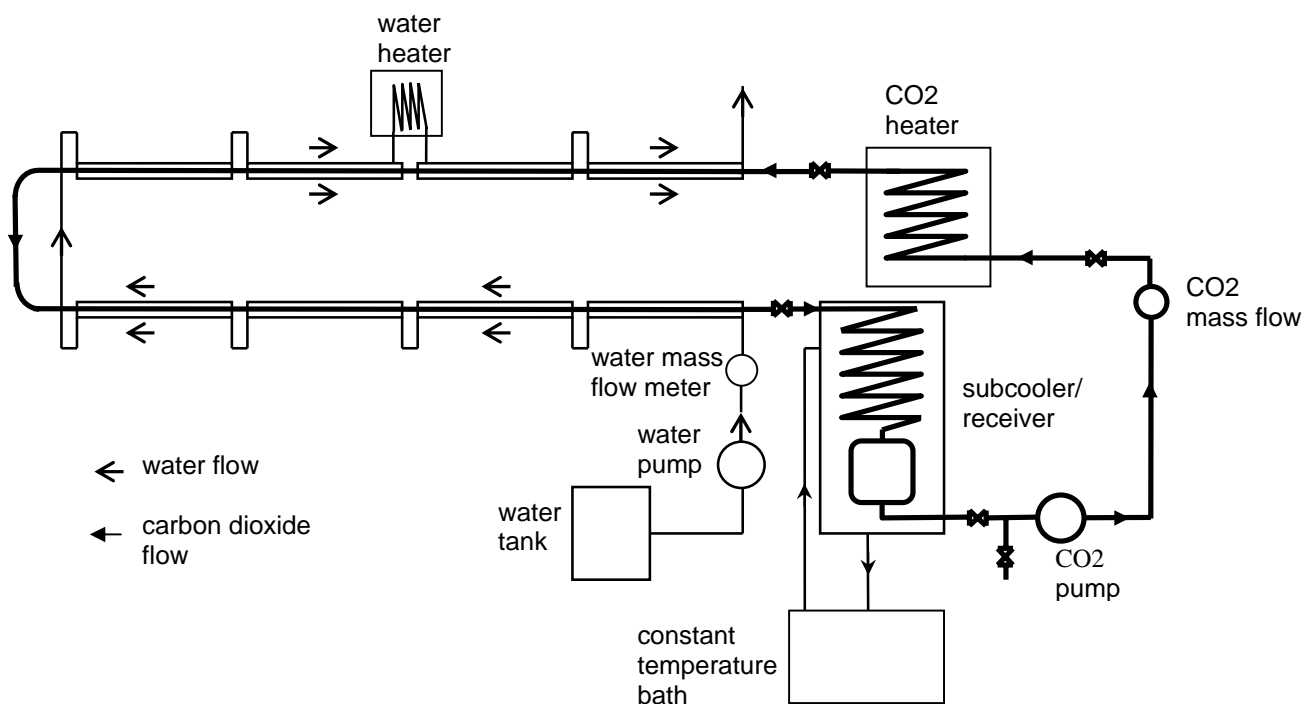 water
heater
CO2
heater
CO2
mass flow
water mass
flow meter
subcooler/
receiver
water
pump
water flow
water
tank
carbon dioxide
flow
CO2
pump
constant
temperature
bath